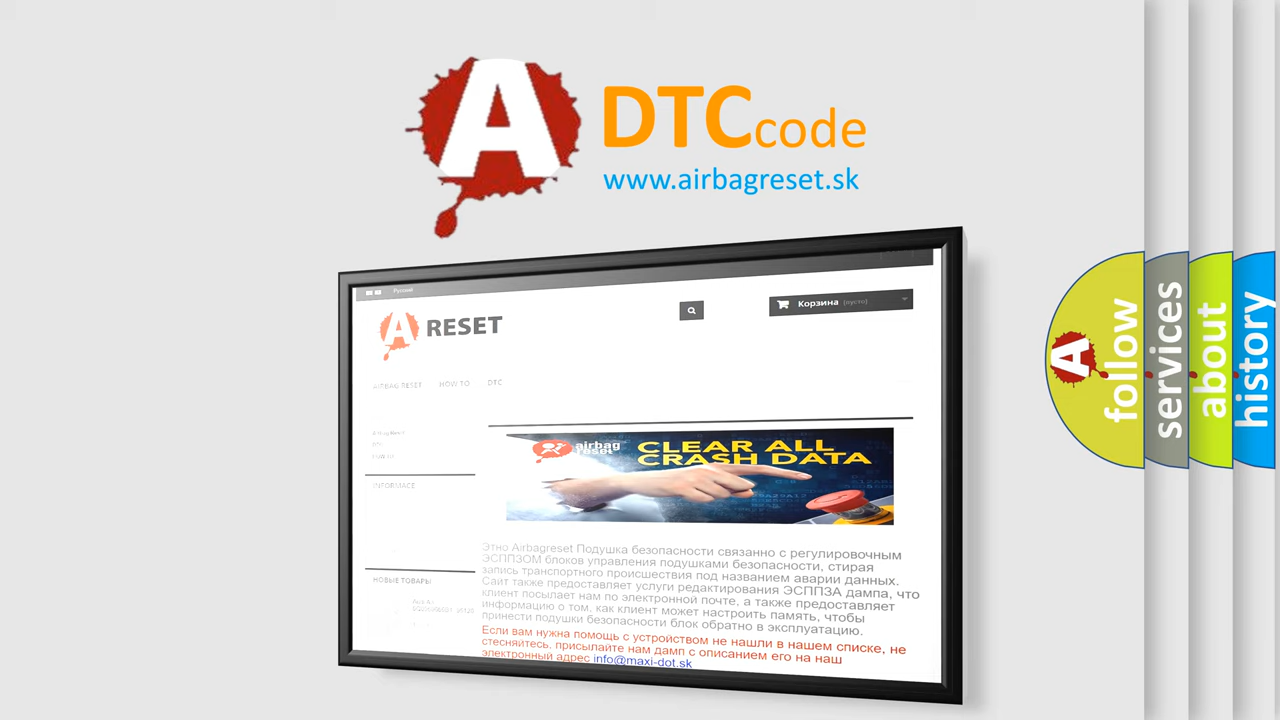 A
DTCcode
www.airbagreset.sk
Русский
A RESET
Корзина (пусто)
AIRBAG RESET HOW TO DTC
INFORMACE
НОВЫЕ ТОВАРЫ
airbag
reset
CLEAR ALL
CRASH DATA
Этно Airbagreset Подушка безопасности связанно с регулировочным
ЭСППЗОМ блоков управления подушками безопасности, стирая
запись транспортного происшествия под названием аварии данных.
Сайт также предоставляет услуги редактирования ЭСППЗА дампа, что
клиент посылает нам по электронной почте, а также предоставляет
информацию о том, как клиент может настроить память, чтобы
принести подушки безопасности блок обратно в эксплуатацию.
Если вам нужна помощь с устройством не нашли в нашем списке, не
стесняйтесь. присылайте нам дамп с описанием его на наш
электронный адрес info@maxi-dot.sk
A
follow
services
about
history